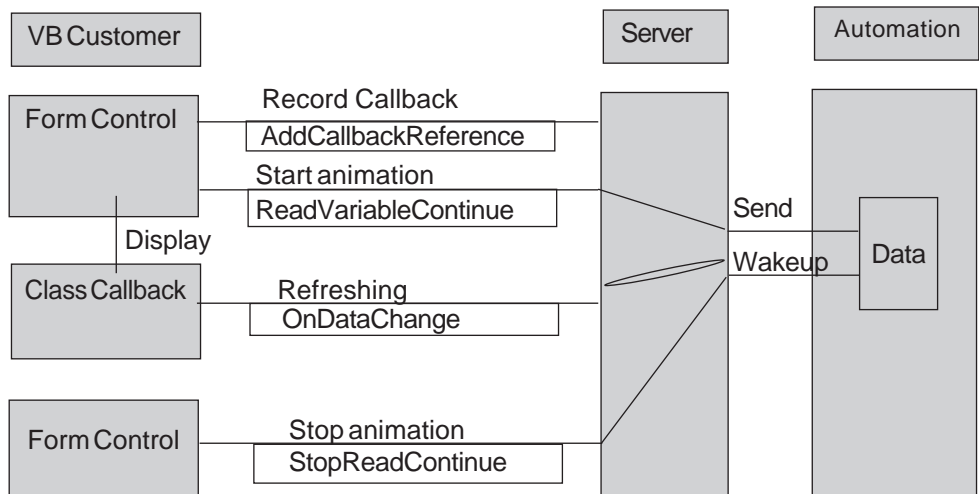 VB Customer
Server
Automation
Form Control
Record Callback
AddCallbackReference
Start animation
ReadVariableContinue
Send
Display
Wakeup
Data
Class Callback
Refreshing
OnDataChange
Form Control
Stop animation
StopReadContinue